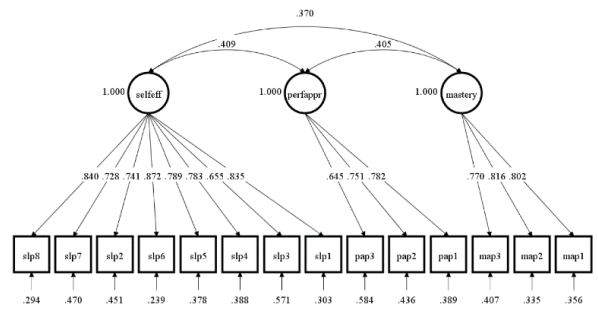 .370
.409 .405
1.000 selfeff 1.000 perfappr 1.000 mastery
.840 .728 .741 .872 .789 .783 .655 .835 .645 .751 .782 .770 .816 .802
slp8 slp7 slp2 slp6 slp5 slp4 slp3 slp1 pap3 pap2 pap1 map3 map2 map1
.294 .470 .451 .239 .378 .388 .571 .303 .584 .436 .389 .407 .335 .356